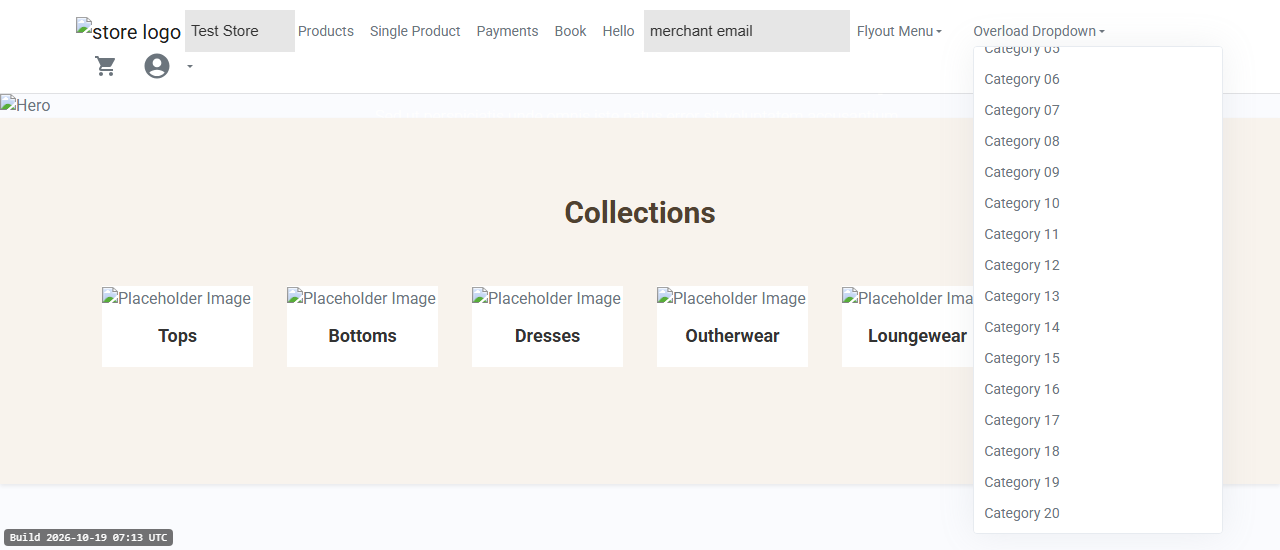 store logo Test Store Products Single Product Payments Book Hello merchant email Flyout Menu Overload Dropdown
Category 05
Category 06
Category 07
Category 08
Category 09
Category 10
Category 11
Category 12
Category 13
Category 14
Category 15
Category 16
Category 17
Category 18
Category 19
Category 20
Hero
Collections
Placeholder Image Placeholder Image Placeholder Image Placeholder Image Placeholder Ima
Tops Bottoms Dresses Outherwear Loungewear
Build 2026-10-19 07:13 UTC